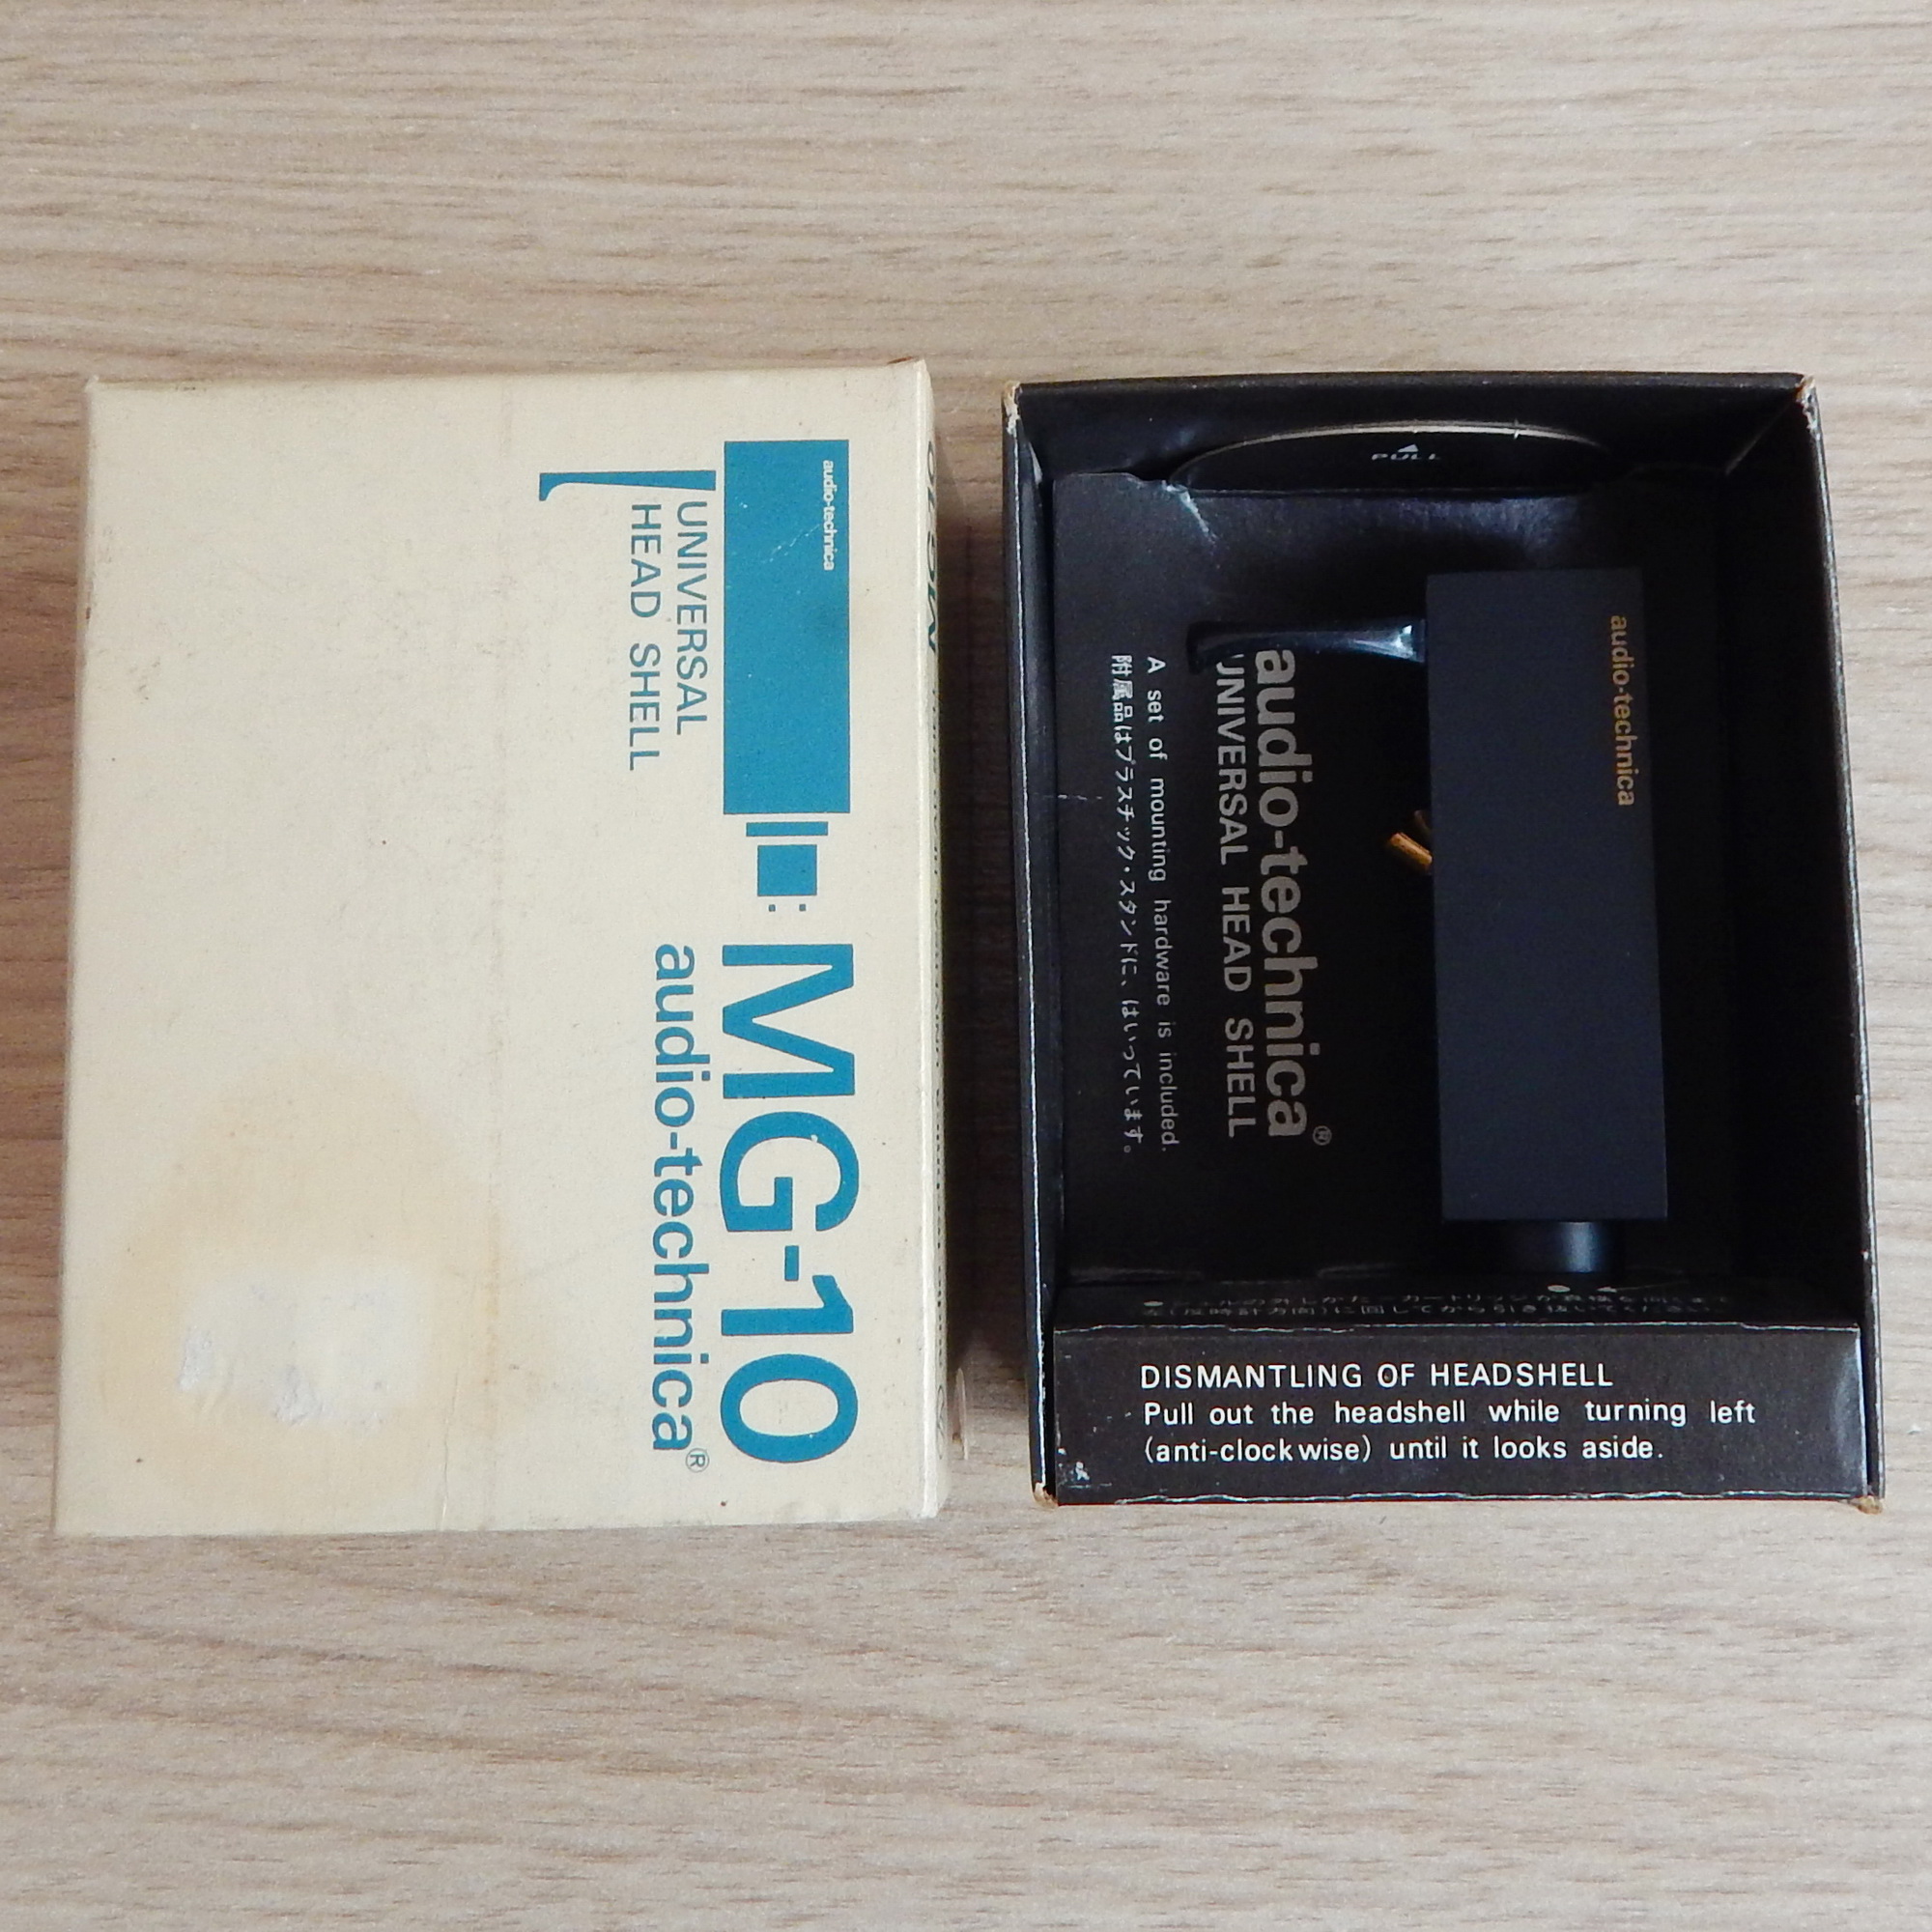 audio-technica
UNIVERSAL
HEAD SHELL
MG-10
audio-technica®
PULL
audio-technica
audio-technica®
UNIVERSAL HEAD SHELL
A set of mounting hardware is included.
附属品はプラスチック・スタンドに、はいっています。
DISMANTLING OF HEADSHELL
Pull out the headshell while turning left
(anti-clockwise) until it looks aside.